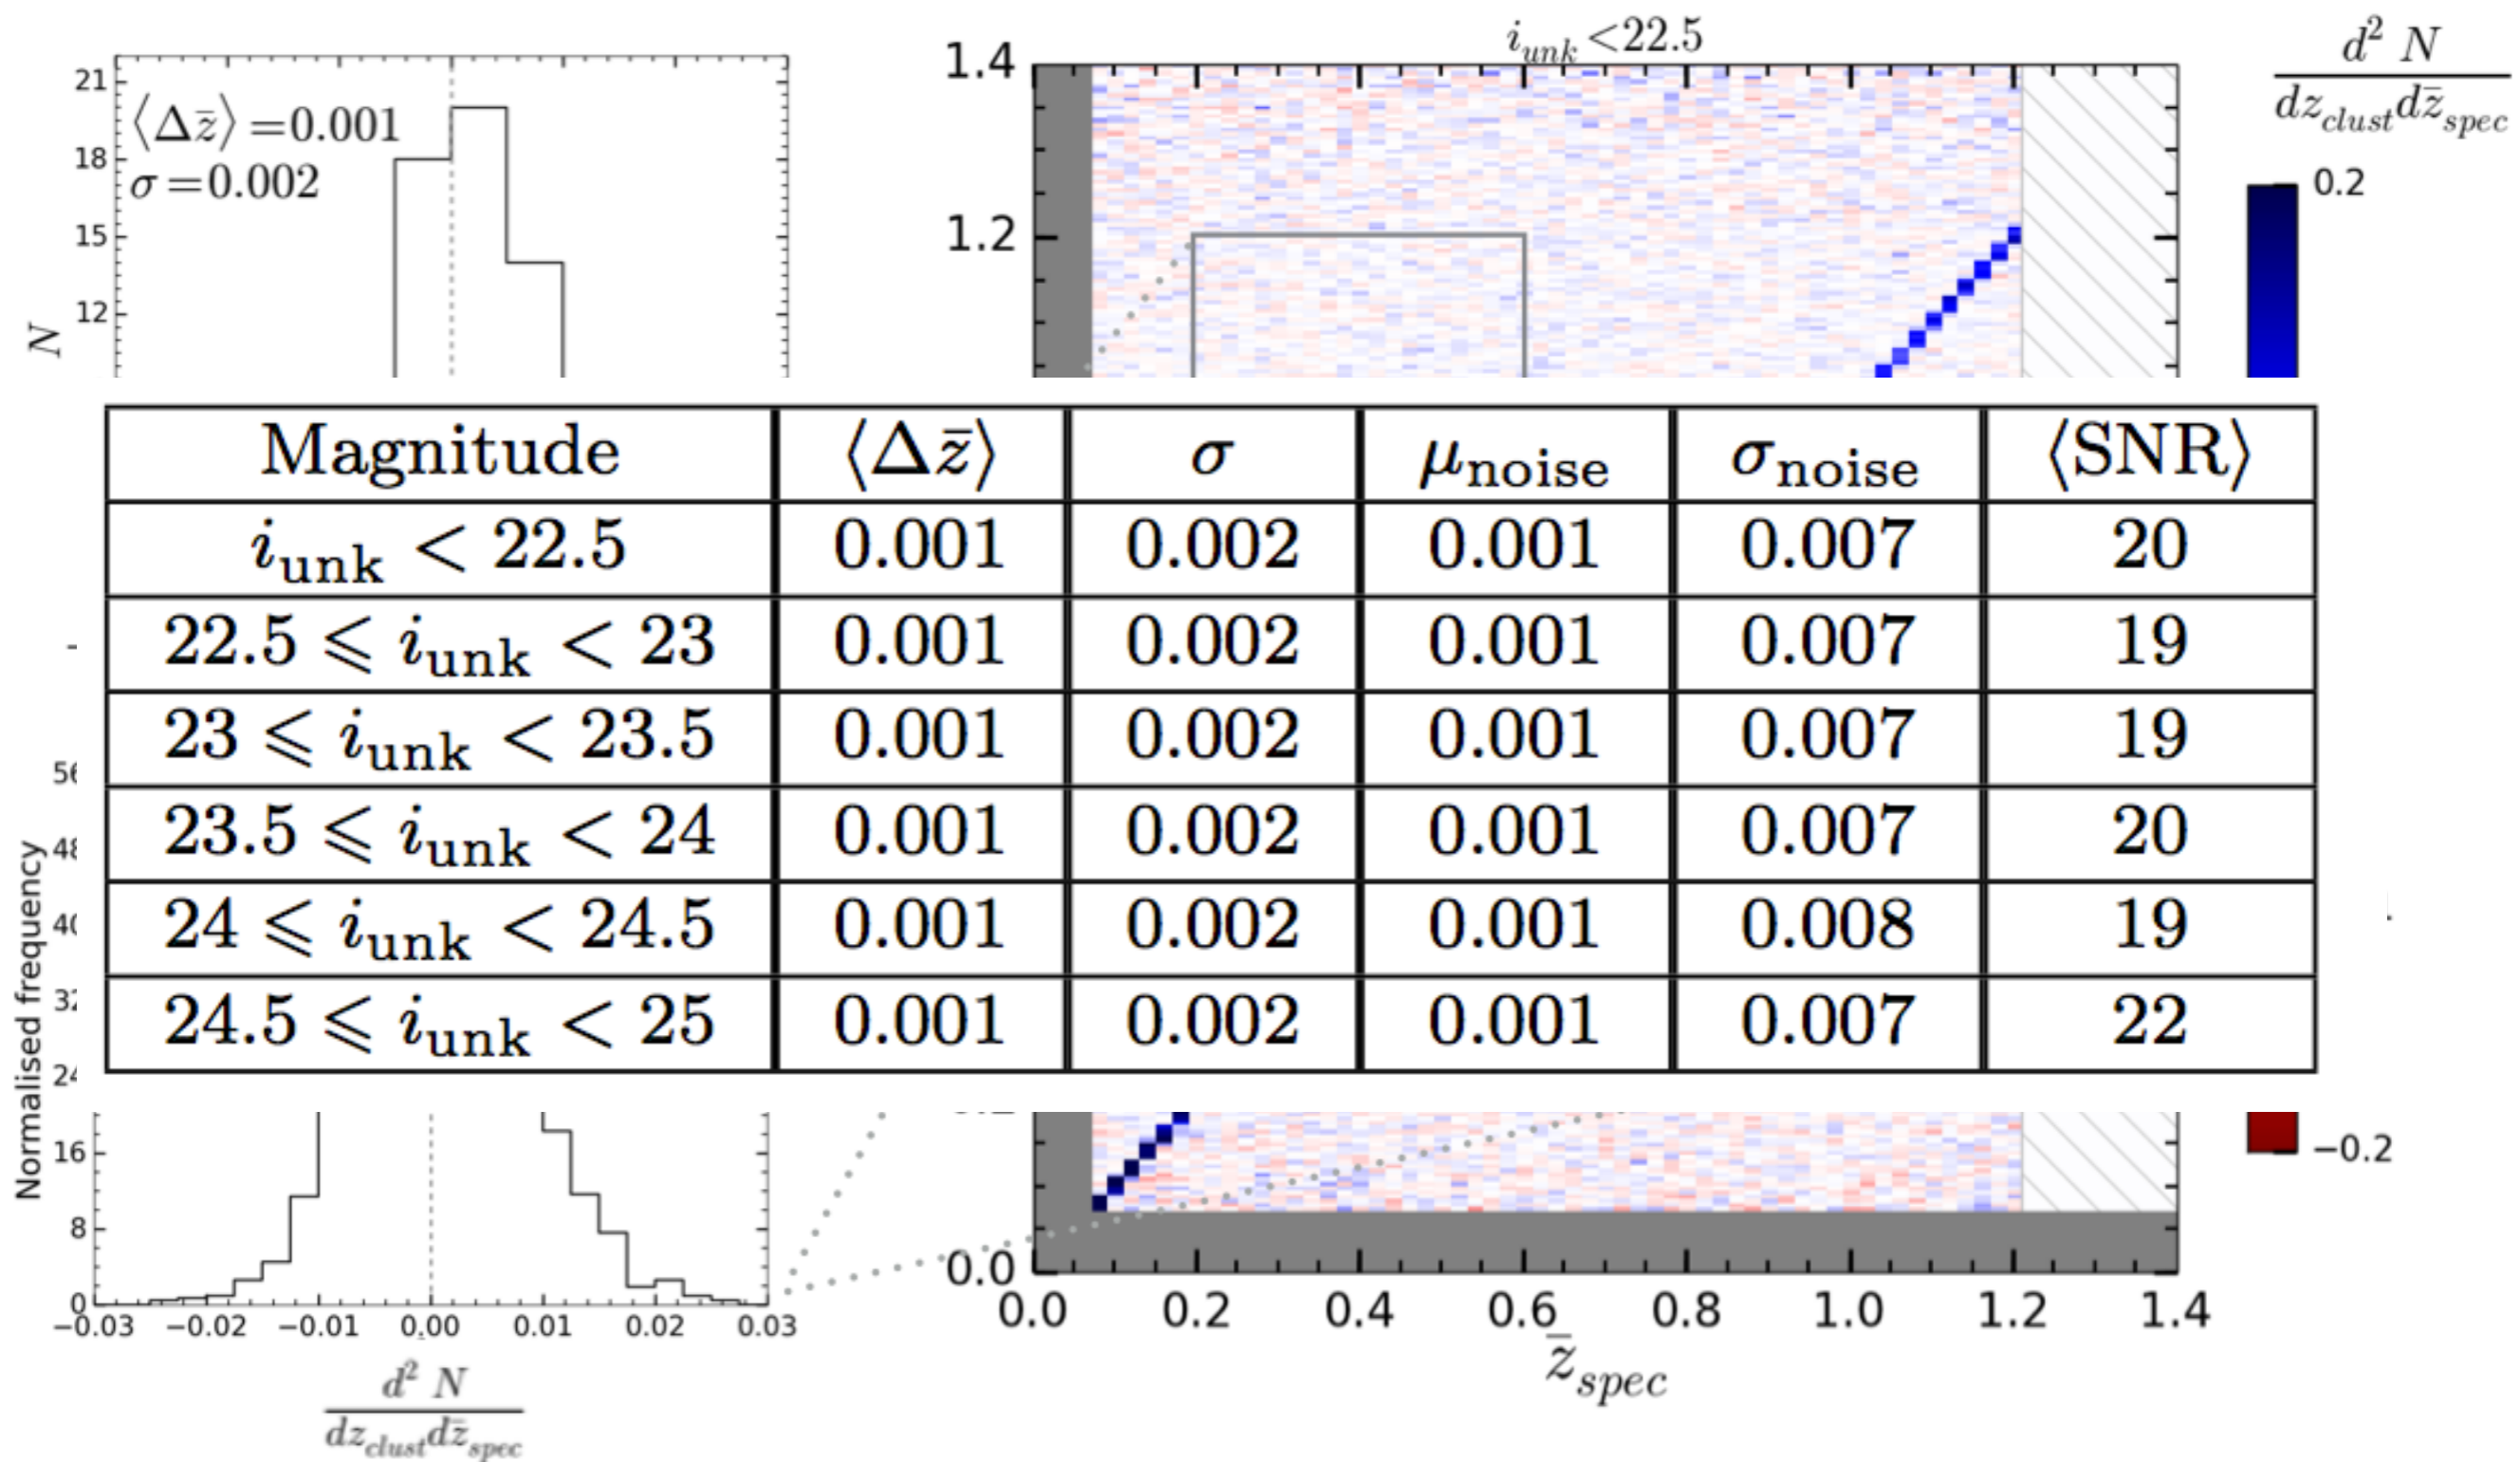 i_unk <22.5
d² N
dz_clust dz̄_spec
21
18
15
12
N
⟨Δz̄⟩ =0.001
σ =0.002
1.4
1.2
0.2
Magnitude ⟨Δz̄⟩ σ μ_noise σ_noise ⟨SNR⟩
i_unk < 22.5 0.001 0.002 0.001 0.007 20
22.5 ⩽ i_unk < 23 0.001 0.002 0.001 0.007 19
23 ⩽ i_unk < 23.5 0.001 0.002 0.001 0.007 19
23.5 ⩽ i_unk < 24 0.001 0.002 0.001 0.007 20
24 ⩽ i_unk < 24.5 0.001 0.002 0.001 0.008 19
24.5 ⩽ i_unk < 25 0.001 0.002 0.001 0.007 22
Normalised frequency
56
48
40
32
24
16
8
0
−0.03 −0.02 −0.01 0.00 0.01 0.02 0.03
d² N
dz_clust dz̄_spec
0.0
0.0 0.2 0.4 0.6 0.8 1.0 1.2 1.4
z̄_spec
−0.2